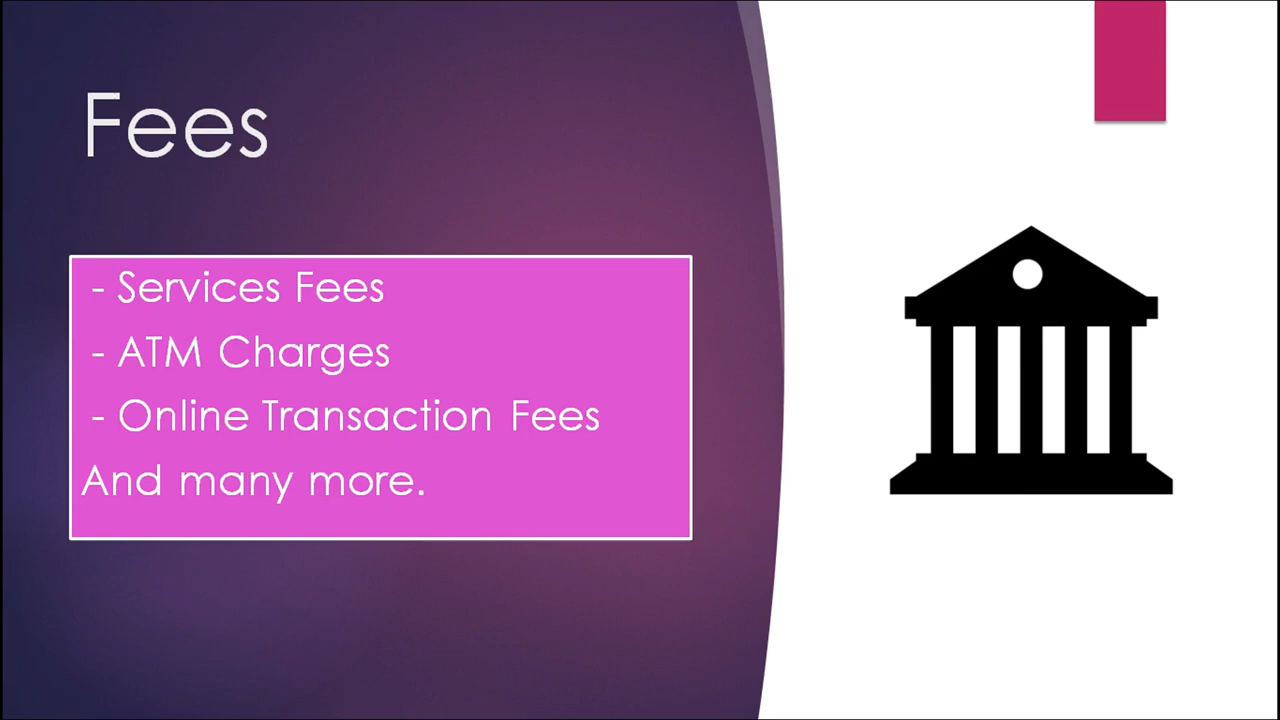 Fees
- Services Fees
- ATM Charges
- Online Transaction Fees
And many more.